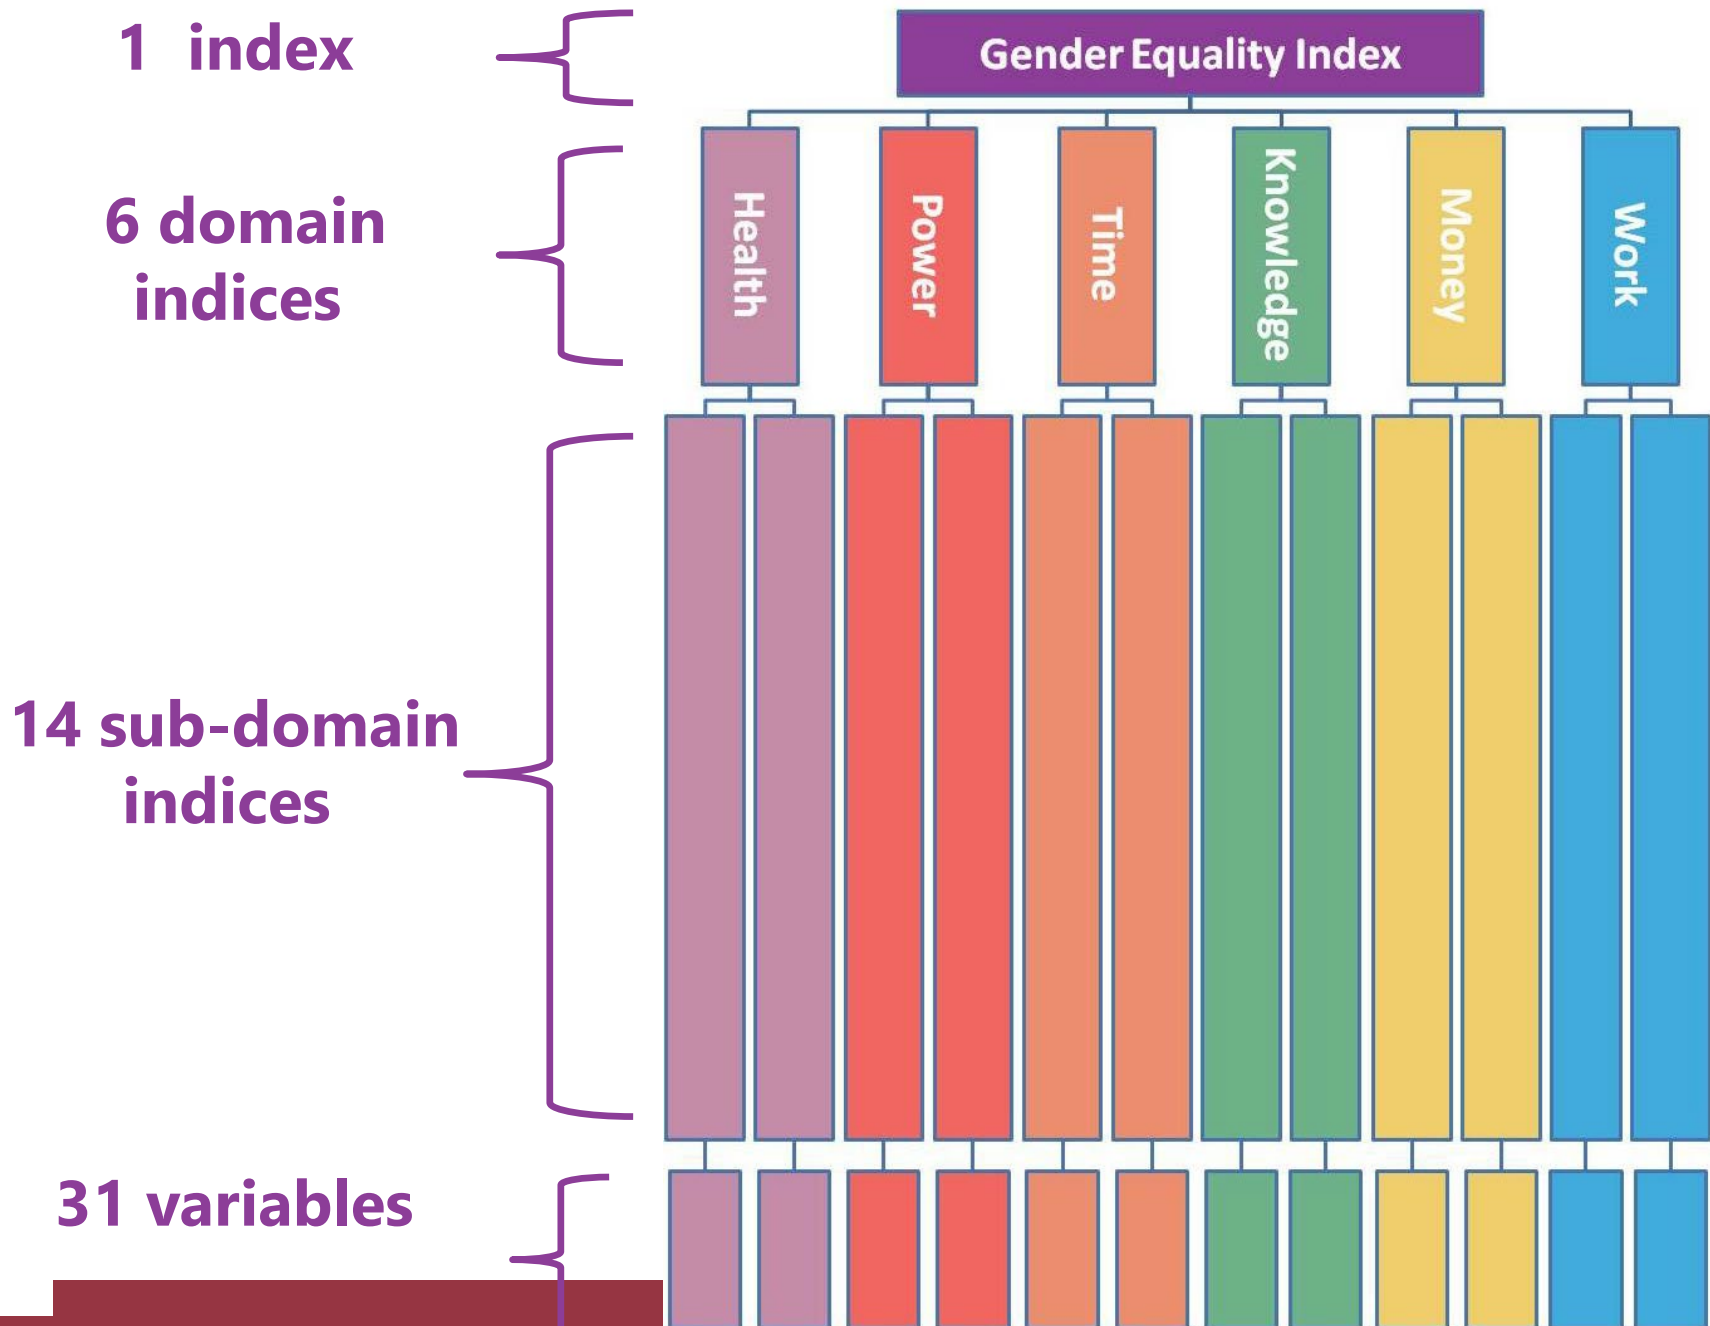 1 index
Gender Equality Index
6 domain
indices
Health
Power
Time
Knowledge
Money
Work
14 sub-domain
indices
31 variables